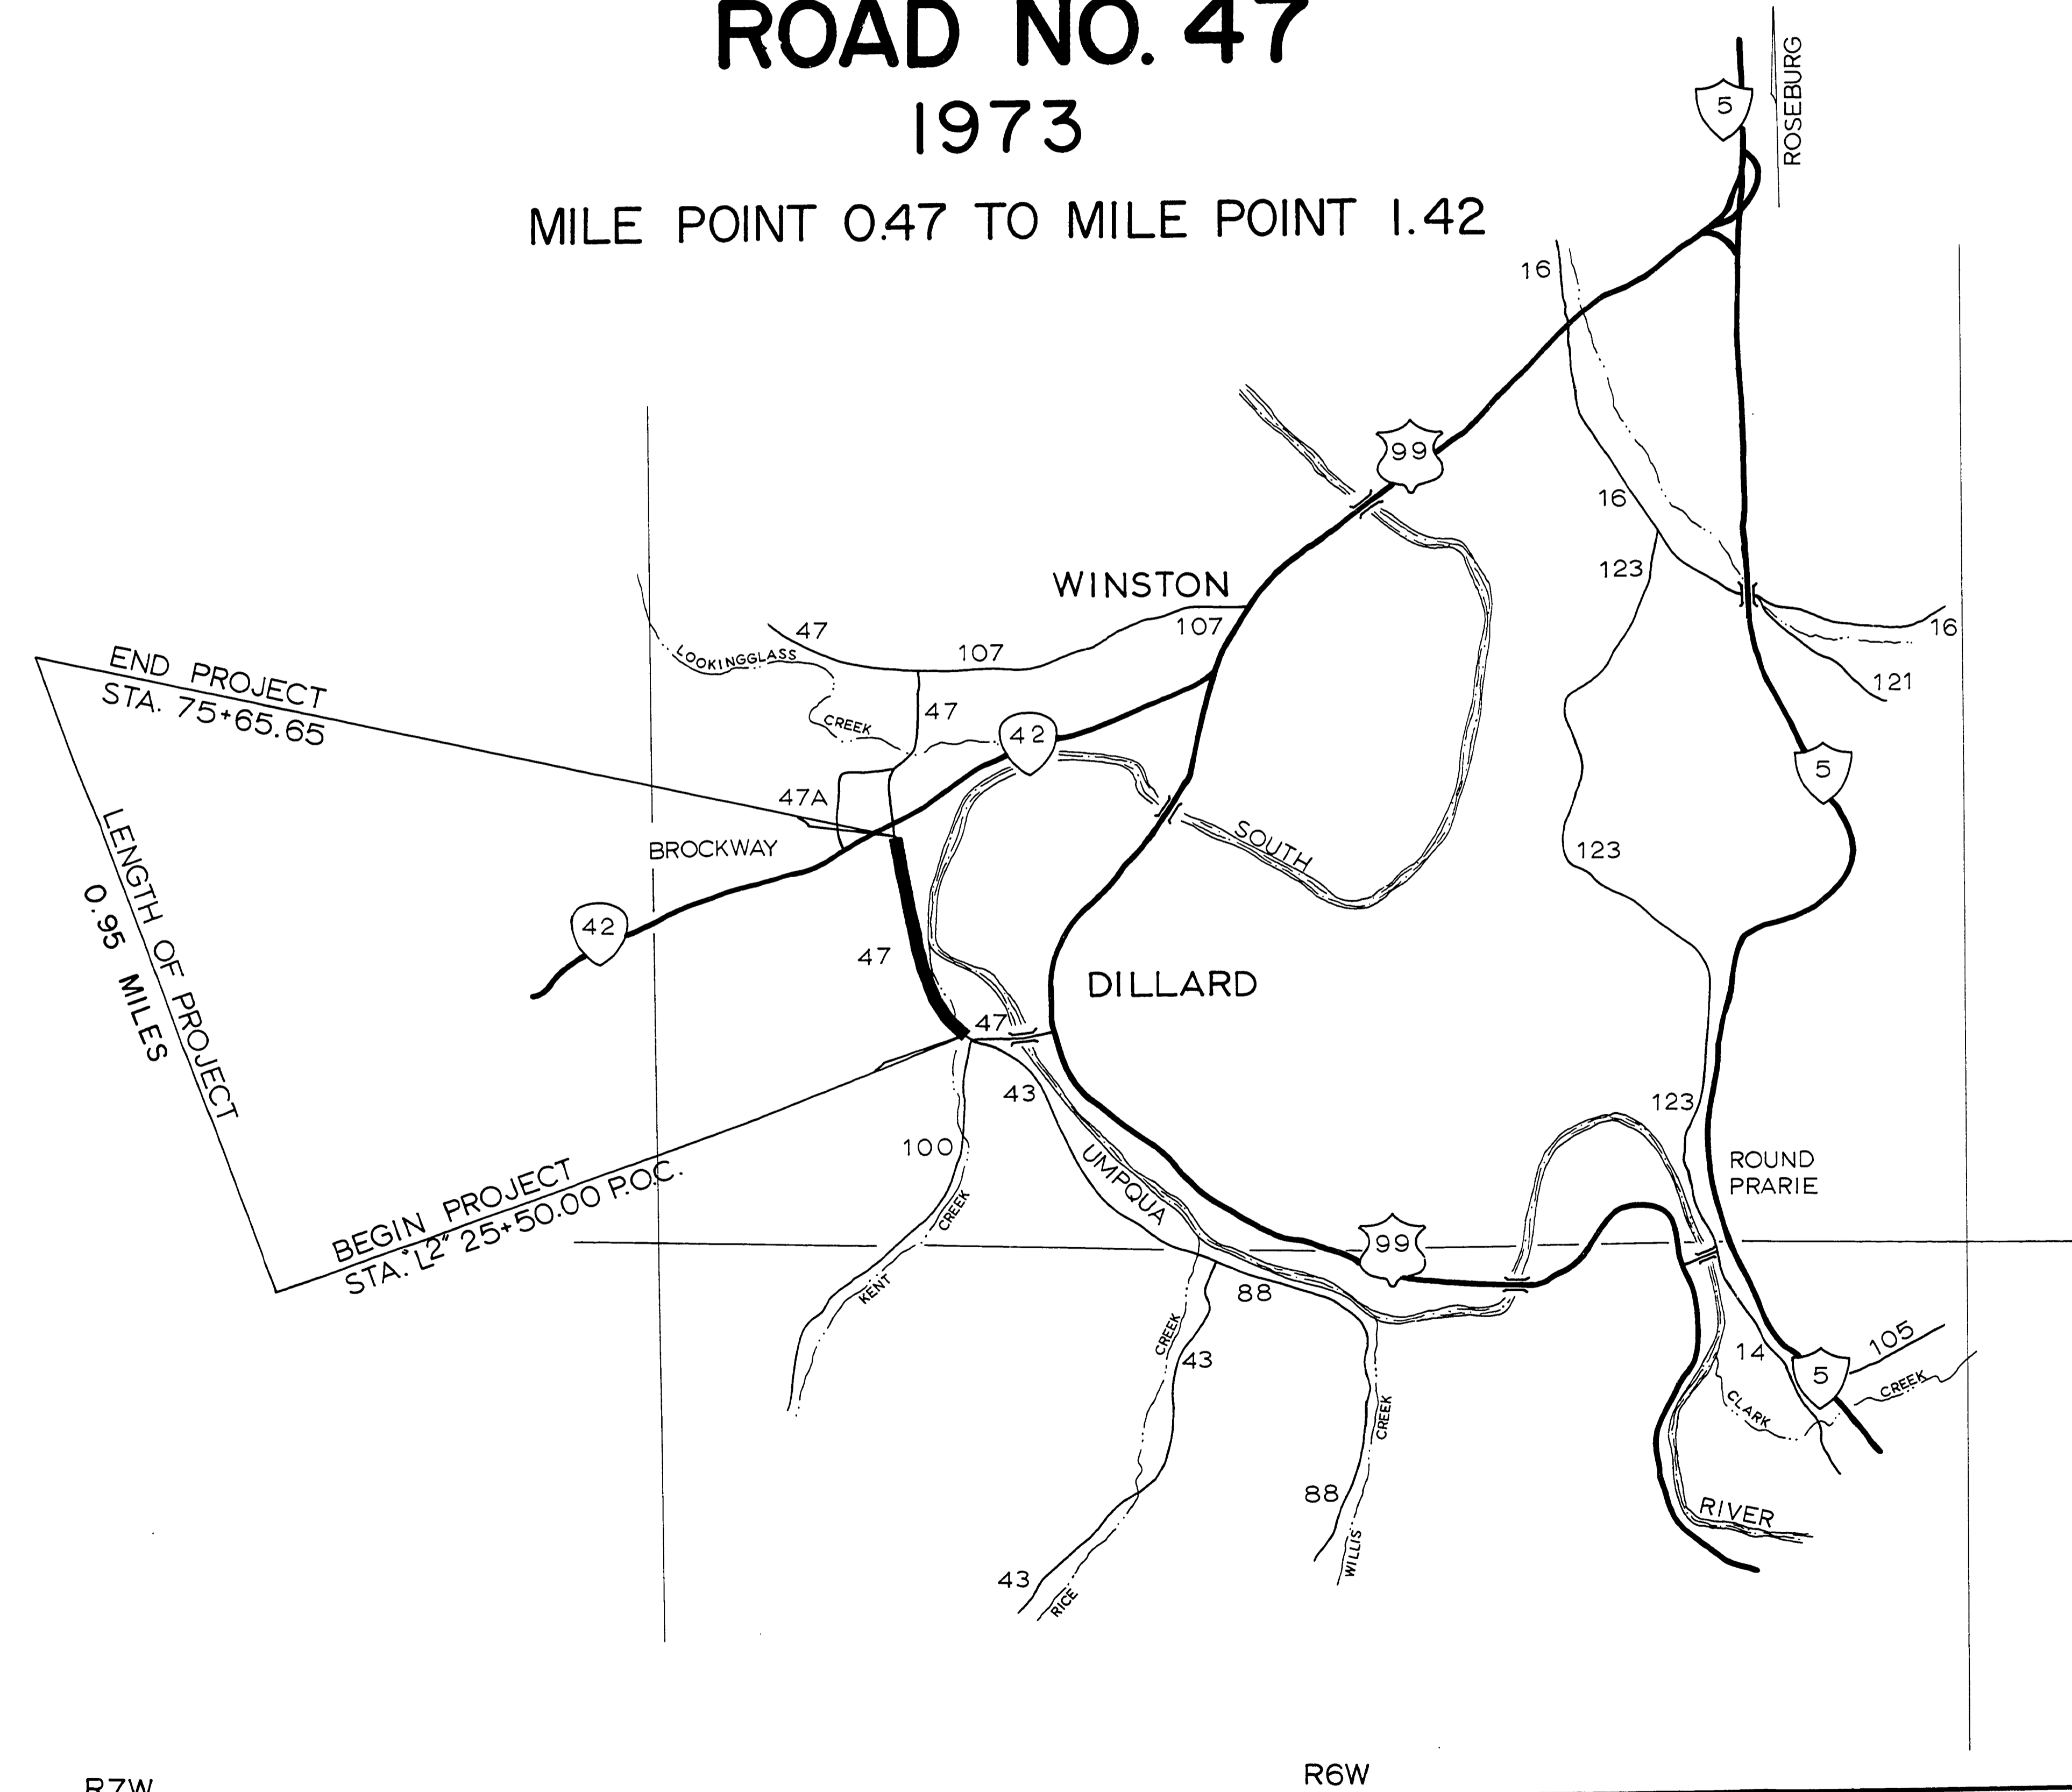 ROAD NO. 47
1973
MILE POINT 0.47 TO MILE POINT 1.42
5
ROSEBURG
16
99
16
123
WINSTON
107
47
107
LOOKINGGLASS
16
121
END PROJECT
STA. 75+65.65
47
CREEK
42
5
47A
SOUTH
BROCKWAY
123
LENGTH OF PROJECT
0.95 MILES
42
47
DILLARD
47
43
123
100
UMPQUA
ROUND
PRARIE
BEGIN PROJECT
STA. "L2" 25+50.00 P.O.C.
CREEK
KENT
99
88
CREEK
43
14
105
5
CREEK
CLARK
CREEK
88
RIVER
WILLIS
43
RICE
R7W
R6W